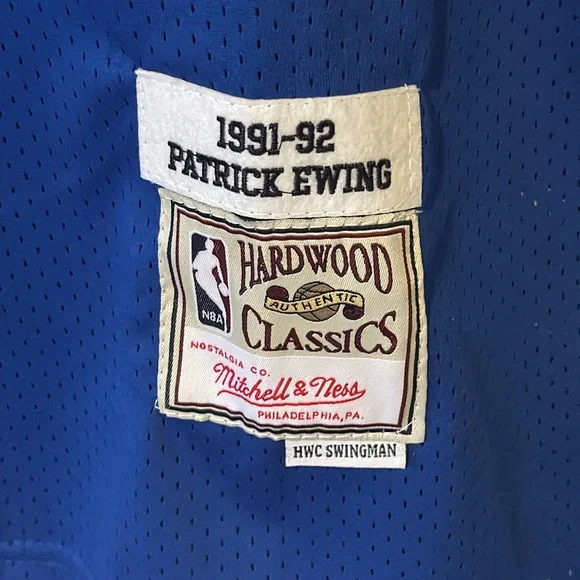 1991-92
PATRICK EWING
NBA
HARDWOOD
AUTHENTIC
CLASSICS
NOSTALGIA CO.
Mitchell & Ness
PHILADELPHIA, PA.
HWC SWINGMAN